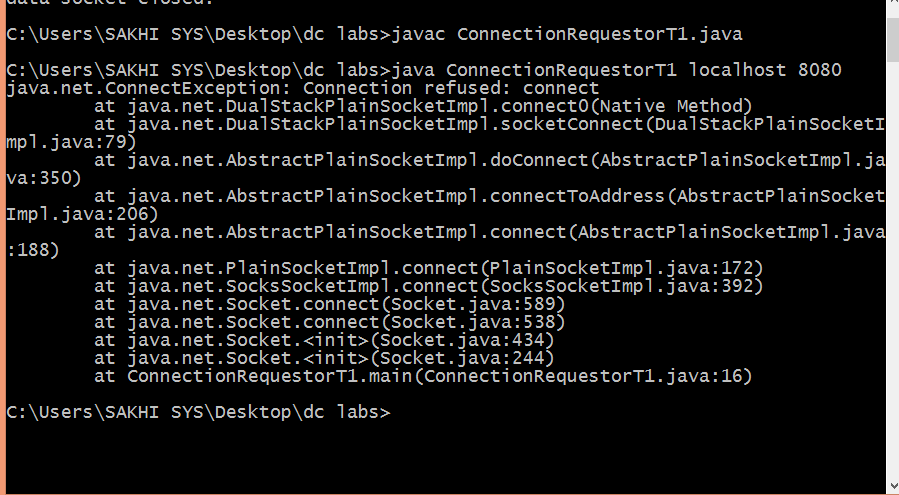 data socket closed.
C:\Users\SAKHI SYS\Desktop\dc labs>javac ConnectionRequestorT1.java
C:\Users\SAKHI SYS\Desktop\dc labs>java ConnectionRequestorT1 localhost 8080
java.net.ConnectException: Connection refused: connect
        at java.net.DualStackPlainSocketImpl.connect0(Native Method)
        at java.net.DualStackPlainSocketImpl.socketConnect(DualStackPlainSocketI
mpl.java:79)
        at java.net.AbstractPlainSocketImpl.doConnect(AbstractPlainSocketImpl.ja
va:350)
        at java.net.AbstractPlainSocketImpl.connectToAddress(AbstractPlainSocket
Impl.java:206)
        at java.net.AbstractPlainSocketImpl.connect(AbstractPlainSocketImpl.java
:188)
        at java.net.PlainSocketImpl.connect(PlainSocketImpl.java:172)
        at java.net.SocksSocketImpl.connect(SocksSocketImpl.java:392)
        at java.net.Socket.connect(Socket.java:589)
        at java.net.Socket.connect(Socket.java:538)
        at java.net.Socket.<init>(Socket.java:434)
        at java.net.Socket.<init>(Socket.java:244)
        at ConnectionRequestorT1.main(ConnectionRequestorT1.java:16)
C:\Users\SAKHI SYS\Desktop\dc labs>